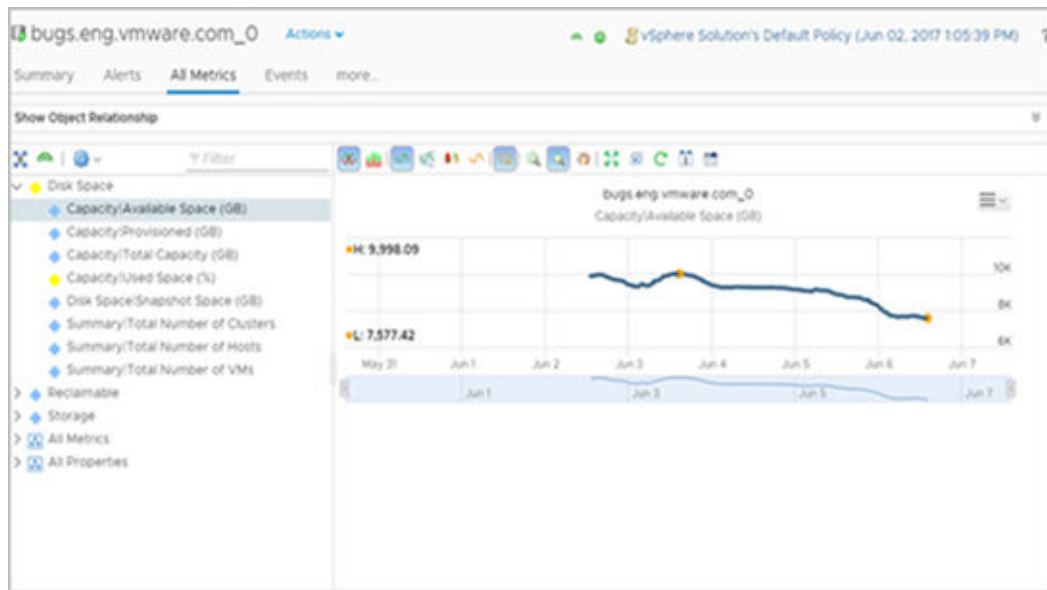 bugs.eng.vmware.com_0 Actions vSphere Solution's Default Policy (Jun 02, 2017 1:05:39 PM) ?
Summary Alerts All Metrics Events more...
Show Object Relationship
Filter
Disk Space
Capacity|Available Space (GB)
Capacity|Provisioned (GB)
Capacity|Total Capacity (GB)
Capacity|Used Space (%)
Disk Space|Snapshot Space (GB)
Summary|Total Number of Clusters
Summary|Total Number of Hosts
Summary|Total Number of VMs
Reclaimable
Storage
All Metrics
All Properties
bugs.eng.vmware.com_0
Capacity|Available Space (GB)
H: 9,998.09
10K
8K
L: 7,577.42
6K
May 31 Jun 1 Jun 2 Jun 3 Jun 4 Jun 5 Jun 6 Jun 7
Jun 1 Jun 3 Jun 5 Jun 7